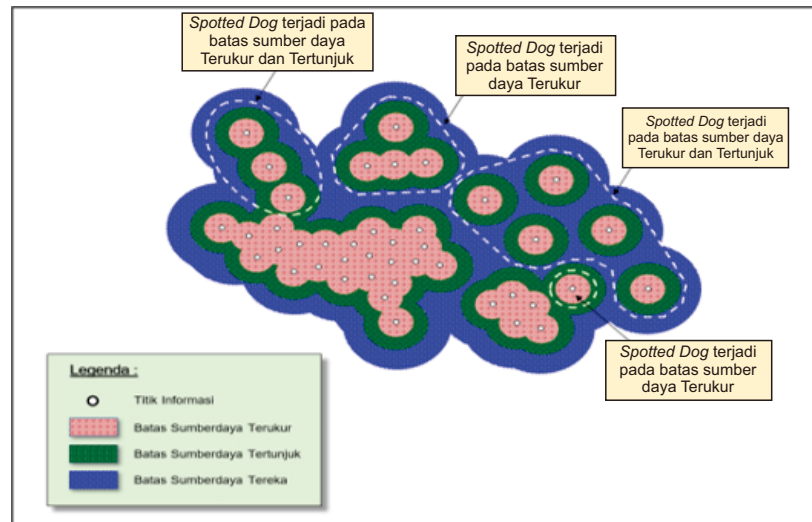 Spotted Dog terjadi pada
batas sumber daya
Terukur dan Tertunjuk
Spotted Dog terjadi
pada batas sumber
daya Terukur
Spotted Dog terjadi
pada batas sumber daya
Terukur dan Tertunjuk
Spotted Dog terjadi
pada batas sumber
daya Terukur
Legenda :
Titik Informasi
Batas Sumberdaya Terukur
Batas Sumberdaya Tertunjuk
Batas Sumberdaya Tereka